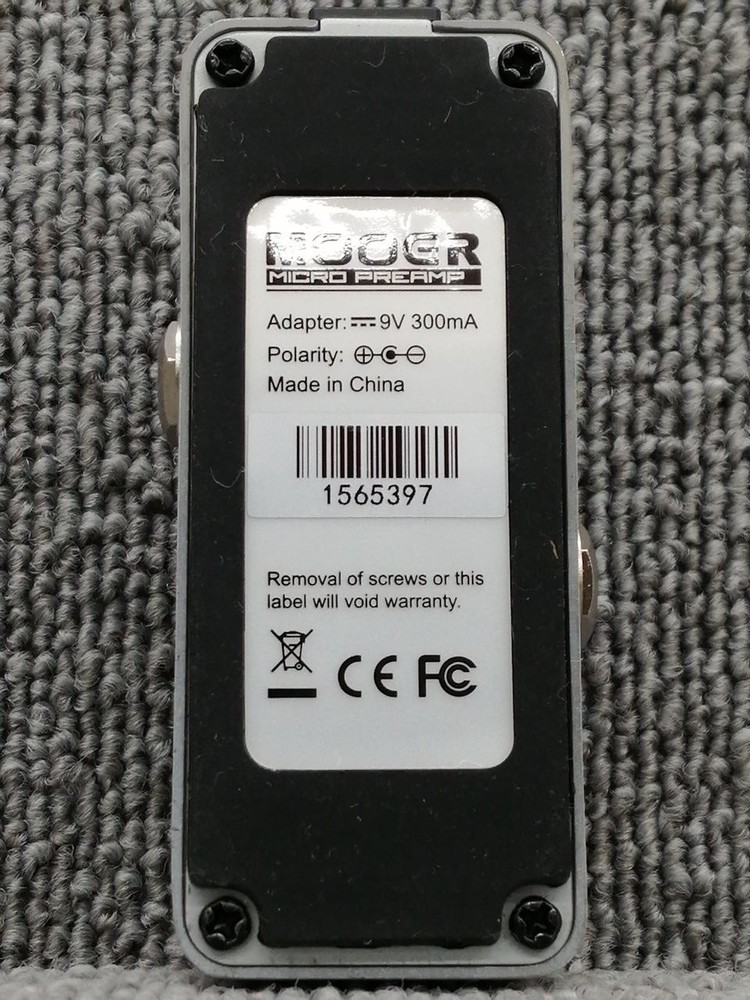 MOOER
MICRO PREAMP
Adapter: 9V 300mA
Polarity:
Made in China
1565397
Removal of screws or this
label will void warranty.
CE FC